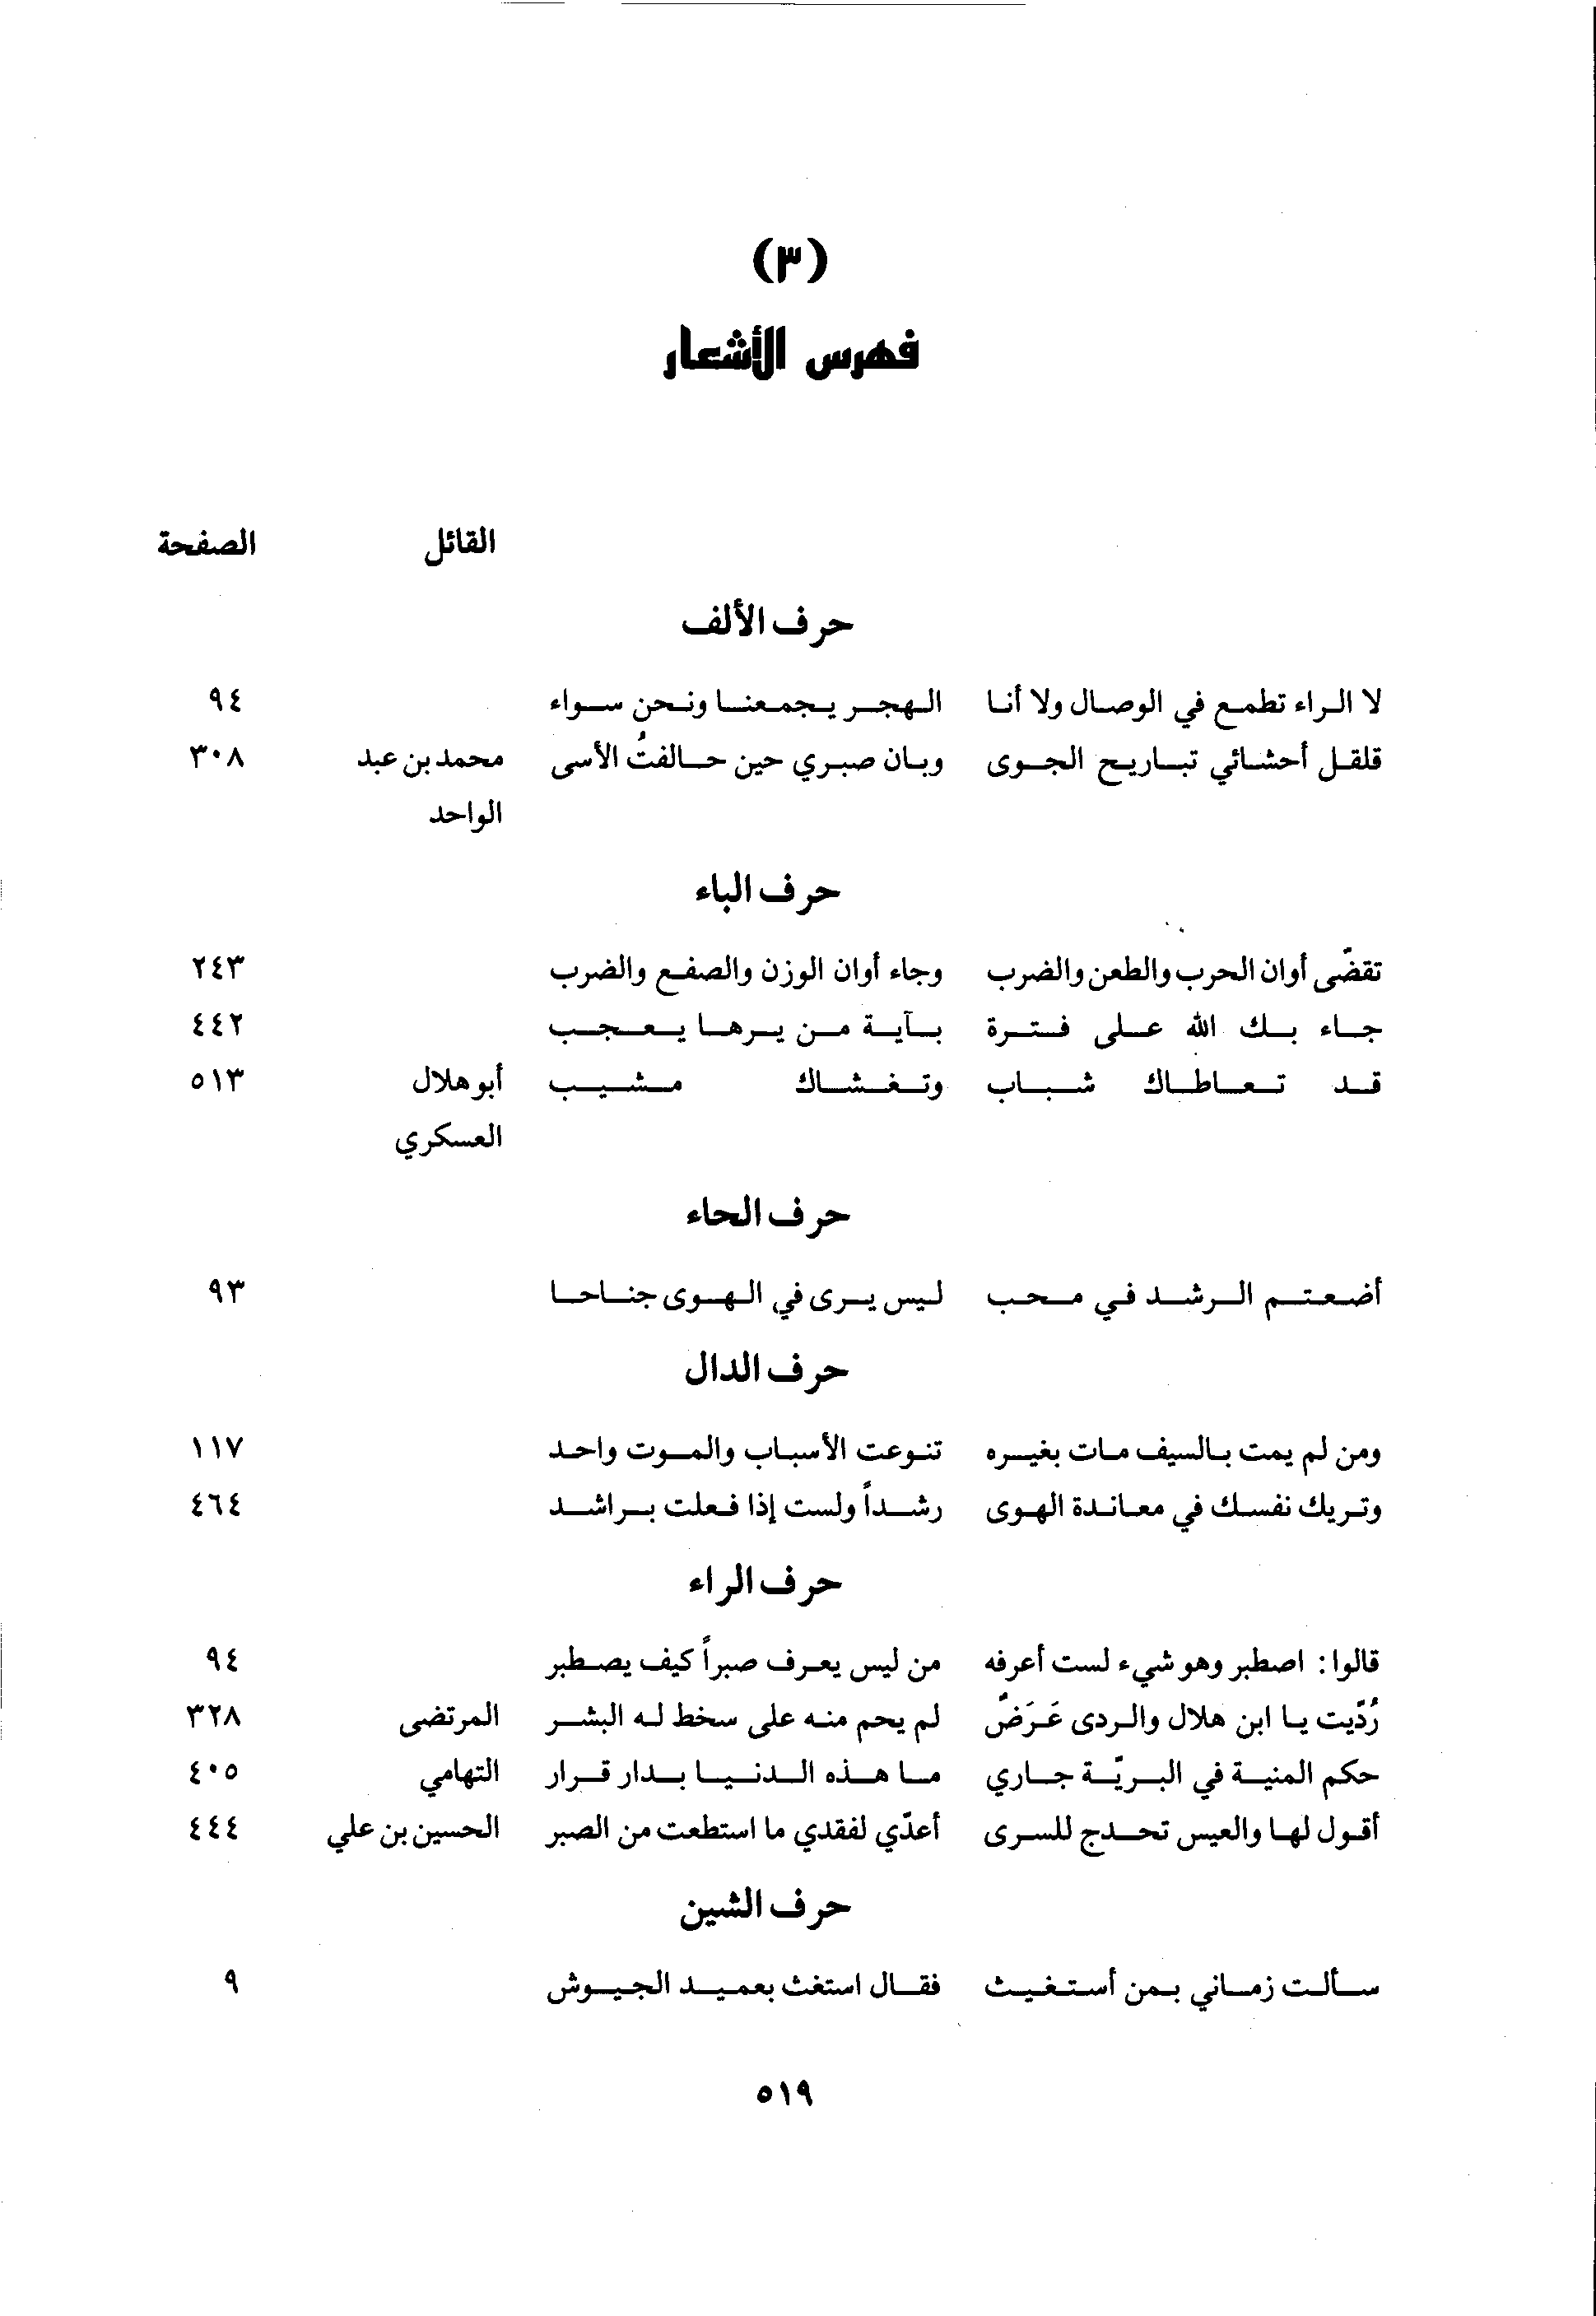 (٣)
فهرس الأشعار
القائل الصفحة
حرف الألف
لا الراء تطمع في الوصال ولا أنا الهجر يجمعنا ونحن سواء ٩٤
قلقل أحشائي تباريح الجوى وبان صبري حين حالفتُ الأسى محمد بن عبد ٣٠٨
الواحد
حرف الباء
تقضّى أوان الحرب والطعن والضرب وجاء أوان الوزن والصفع والضرب ٢٤٣
جاء بك الله على فترة بآية من يرها يعجب ٤٤٢
قد تعاطاك شباب وتغشاك مشيب أبو هلال ٥١٣
العسكري
حرف الحاء
أضعتم الرشد في محب ليس يرى في الهوى جناحا ٩٣
حرف الدال
ومن لم يمت بالسيف مات بغيره تنوعت الأسباب والموت واحد ١١٧
وتريك نفسك في معاندة الهوى رشداً ولست إذا فعلت براشد ٤٦٤
حرف الراء
قالوا: اصطبر وهو شيء لست أعرفه من ليس يعرف صبراً كيف يصطبر ٩٤
رُدّيت يا ابن هلال والردى عَرَضٌ لم يحم منه على سخط له البشر المرتضى ٣٢٨
حكم المنية في البريّة جاري ما هذه الدنيا بدار قرار التهامي ٤٠٥
أقول لها والعيس تحدج للسرى أعدّي لفقدي ما استطعت من الصبر الحسين بن علي ٤٤٤
حرف الشين
سألت زماني بمن أستغيث فقال استغث بعميد الجيوش ٩
٥١٩